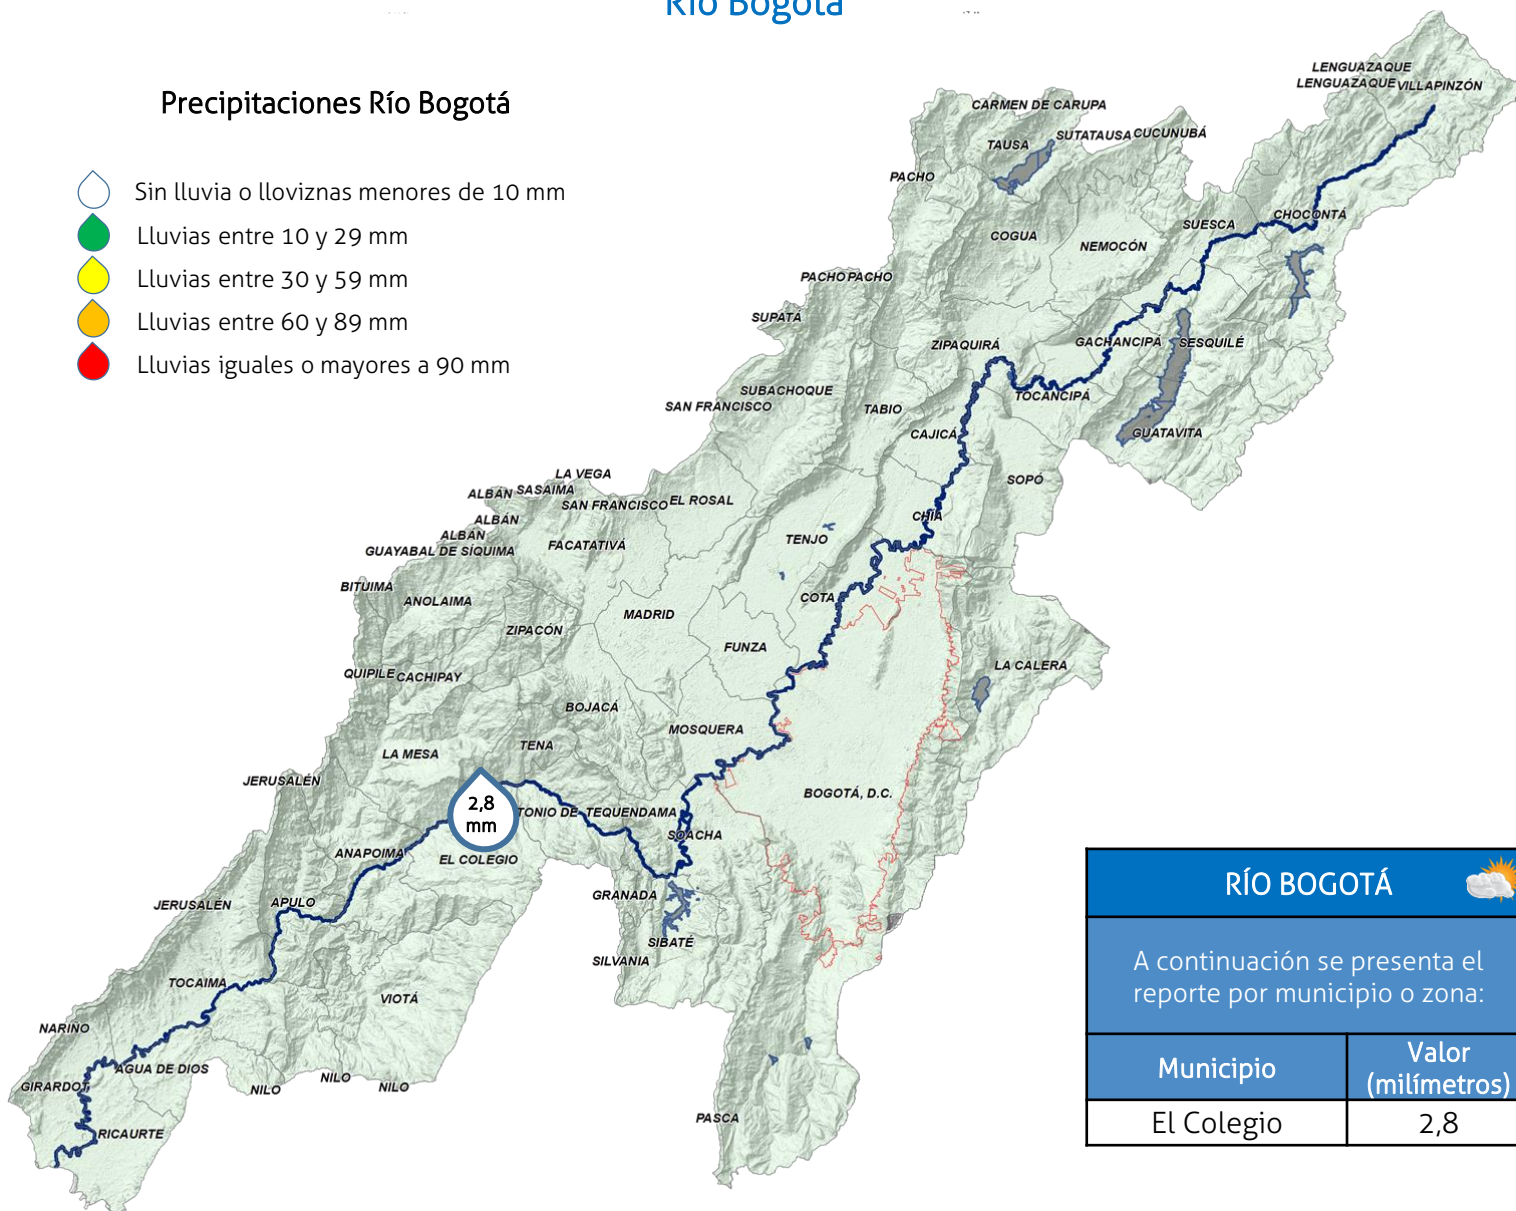 Río Bogotá
Precipitaciones Río Bogotá
Sin lluvia o lloviznas menores de 10 mm
Lluvias entre 10 y 29 mm
Lluvias entre 30 y 59 mm
Lluvias entre 60 y 89 mm
Lluvias iguales o mayores a 90 mm
LENGUAZAQUE
LENGUAZAQUE VILLAPINZÓN
CARMEN DE CARUPA
SUTATAUSA CUCUNUBÁ
TAUSA
PACHO
CHOCONTÁ
SUESCA
COGUA
NEMOCÓN
PACHO PACHO
SUPATÁ
ZIPAQUIRÁ
GACHANCIPÁ
SESQUILÉ
SUBACHOQUE
SAN FRANCISCO
TABIO
TOCANCIPÁ
CAJICÁ
GUATAVITA
LA VEGA
SOPÓ
ALBÁN SASAIMA
SAN FRANCISCO EL ROSAL
ALBÁN
CHÍA
ALBÁN
GUAYABAL DE SÍQUIMA
FACATATIVÁ
TENJO
BITUIMA
ANOLAIMA
COTA
MADRID
ZIPACÓN
FUNZA
LA CALERA
QUIPILE CACHIPAY
BOJACÁ
MOSQUERA
TENA
LA MESA
JERUSALÉN
BOGOTÁ, D.C.
2,8
mm
TONIO DE TEQUENDAMA
SOACHA
ANAPOIMA
EL COLEGIO
GRANADA
JERUSALÉN
APULO
SIBATÉ
SILVANIA
TOCAIMA
VIOTÁ
NARIÑO
AGUA DE DIOS
GIRARDOT
NILO
NILO
NILO
PASCA
RICAURTE
RÍO BOGOTÁ
A continuación se presenta el
reporte por municipio o zona:
Municipio
Valor
(milímetros)
El Colegio
2,8